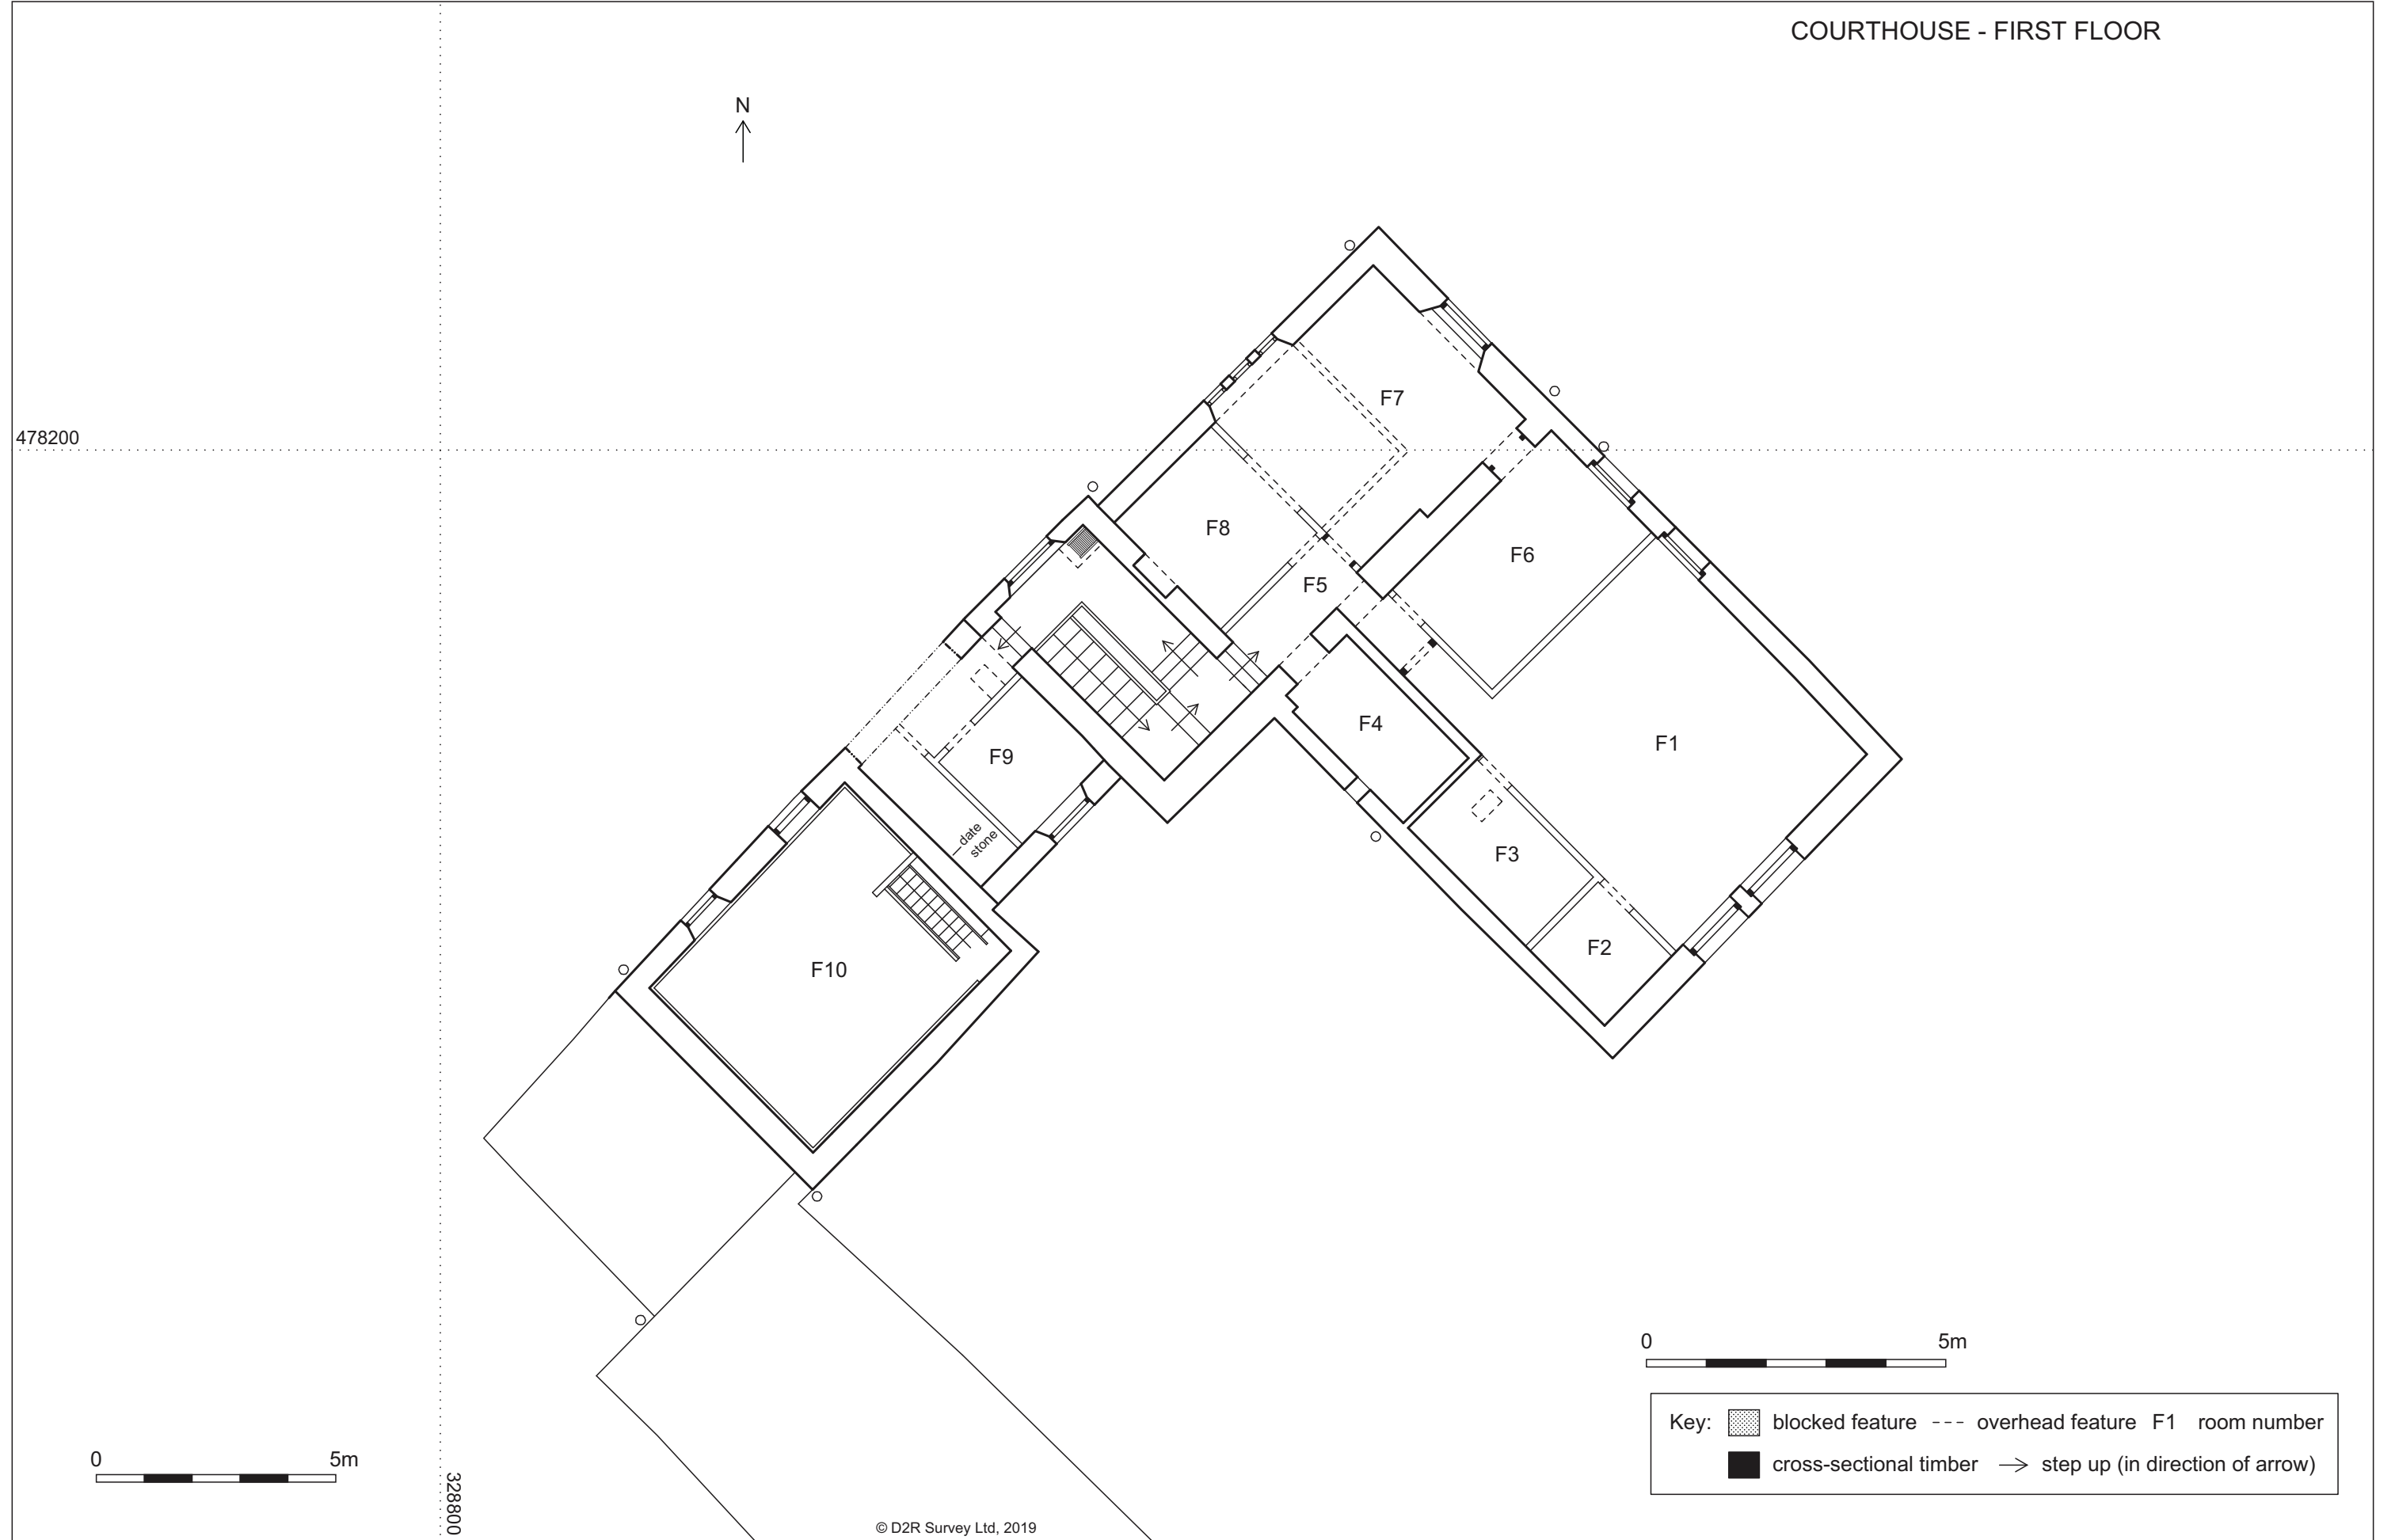 COURTHOUSE - FIRST FLOOR
N
478200
F7
F8
F6
F5
F4
F1
F9
date
stone
F3
F2
F10
0 5m
Key: blocked feature overhead feature F1 room number
cross-sectional timber step up (in direction of arrow)
0 5m
328800
© D2R Survey Ltd, 2019